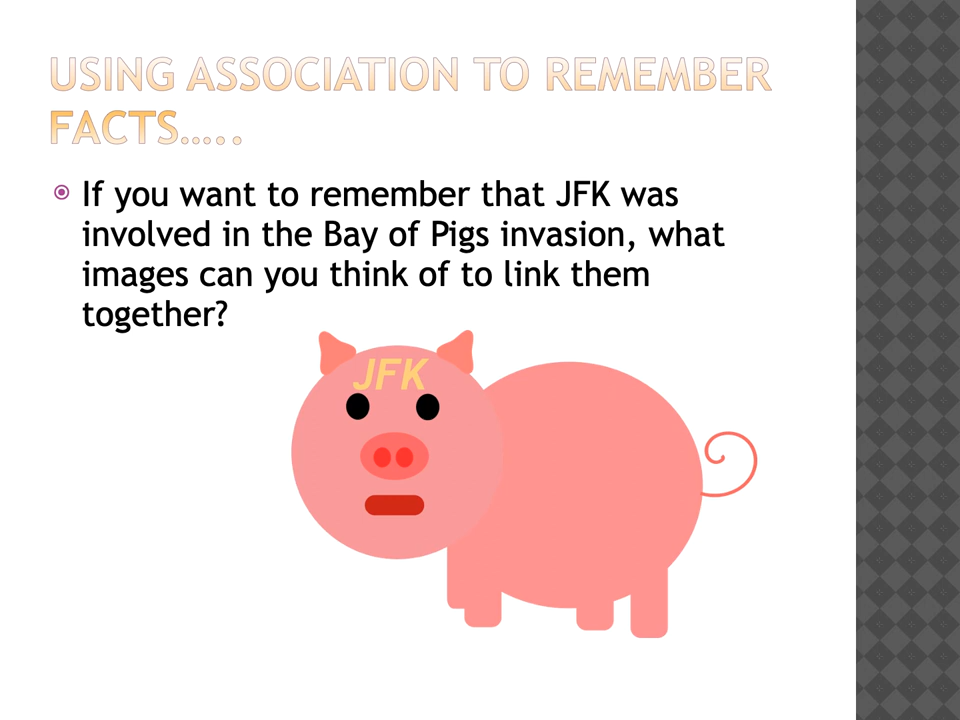 USING ASSOCIATION TO REMEMBER
FACTS…..
If you want to remember that JFK was
involved in the Bay of Pigs invasion, what
images can you think of to link them
together?
JFK